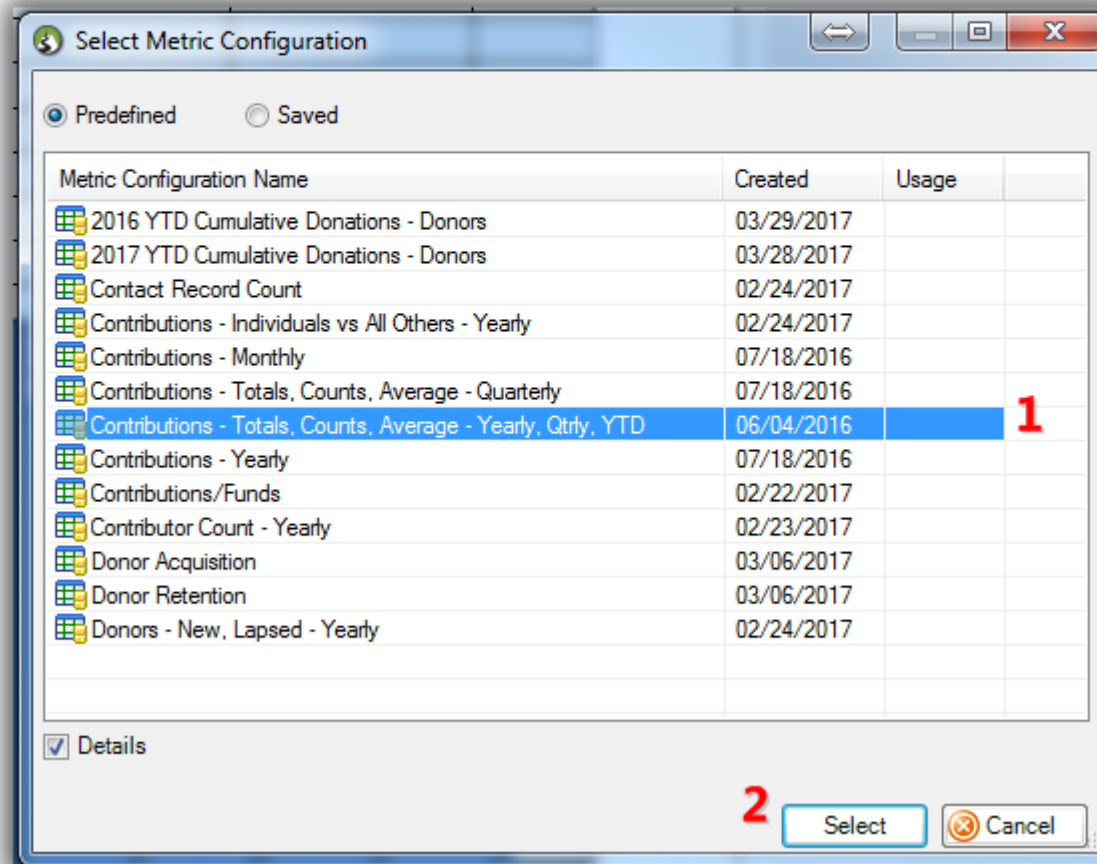 Select Metric Configuration
Predefined Saved
Metric Configuration Name Created Usage
2016 YTD Cumulative Donations - Donors 03/29/2017
2017 YTD Cumulative Donations - Donors 03/28/2017
Contact Record Count 02/24/2017
Contributions - Individuals vs All Others - Yearly 02/24/2017
Contributions - Monthly 07/18/2016
Contributions - Totals, Counts, Average - Quarterly 07/18/2016
Contributions - Totals, Counts, Average - Yearly, Qtrly, YTD 06/04/2016 1
Contributions - Yearly 07/18/2016
Contributions/Funds 02/22/2017
Contributor Count - Yearly 02/23/2017
Donor Acquisition 03/06/2017
Donor Retention 03/06/2017
Donors - New, Lapsed - Yearly 02/24/2017
Details
2 Select Cancel